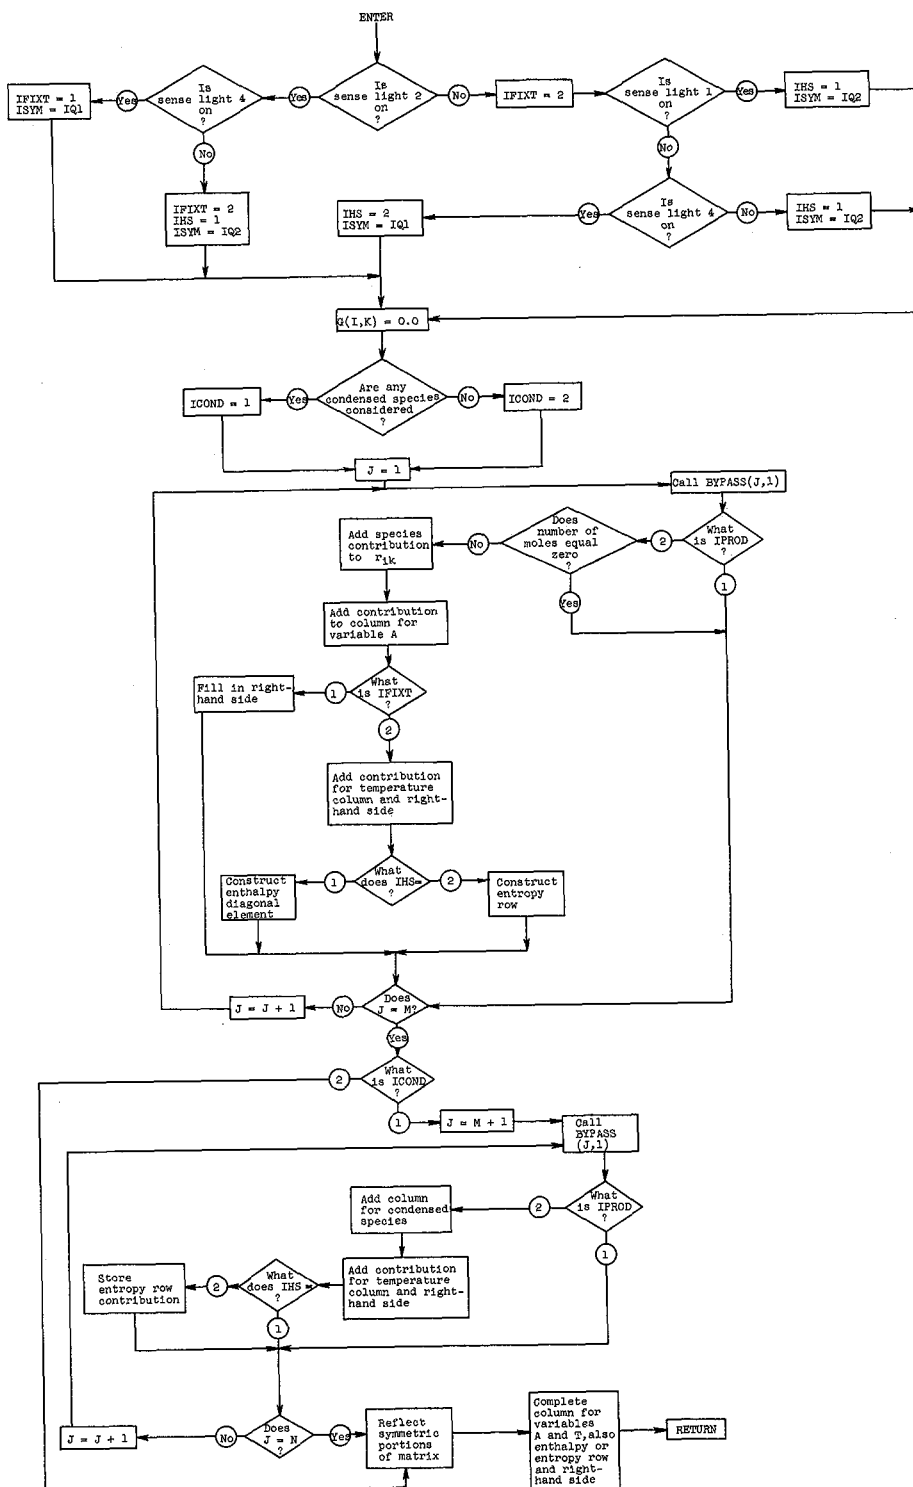 ENTER
Is
sense light 4
on
?
Yes
IFIXT = 1
ISYM = IQ1
No
IFIXT = 2
IHS = 1
ISYM = IQ2
Is
sense light 2
on
?
Yes
No
IFIXT = 2
Is
sense light 1
on
?
Yes
IHS = 1
ISYM = IQ2
No
Is
sense light 4
on
?
Yes
IHS = 2
ISYM = IQ1
No
IHS = 1
ISYM = IQ2
G(I,K) = 0.0
Are any
condensed species
considered
?
Yes
ICOND = 1
No
ICOND = 2
J = 1
Call BYPASS(J,1)
What
is IPROD
?
2
1
Does
number of
moles equal
zero
?
No
Yes
Add species
contribution
to rik
Add contribution
to column for
variable A
What
is IFIXT
?
1
Fill in right-
hand side
2
Add contribution
for temperature
column and right-
hand side
What
does IHS=
?
1
Construct
enthalpy
diagonal
element
2
Construct
entropy
row
Does
J = M?
No
J = J + 1
Yes
What
is ICOND
?
2
1
J = M + 1
Call
BYPASS
(J,1)
What
is IPROD
?
2
1
Add column
for condensed
species
Add contribution
for temperature
column and right-
hand side
What
does IHS =
?
2
Store
entropy row
contribution
1
Does
J = N
?
No
J = J + 1
Yes
Reflect
symmetric
portions
of matrix
Complete
column for
variables
A and T,also
enthalpy or
entropy row
and right-
hand side
RETURN